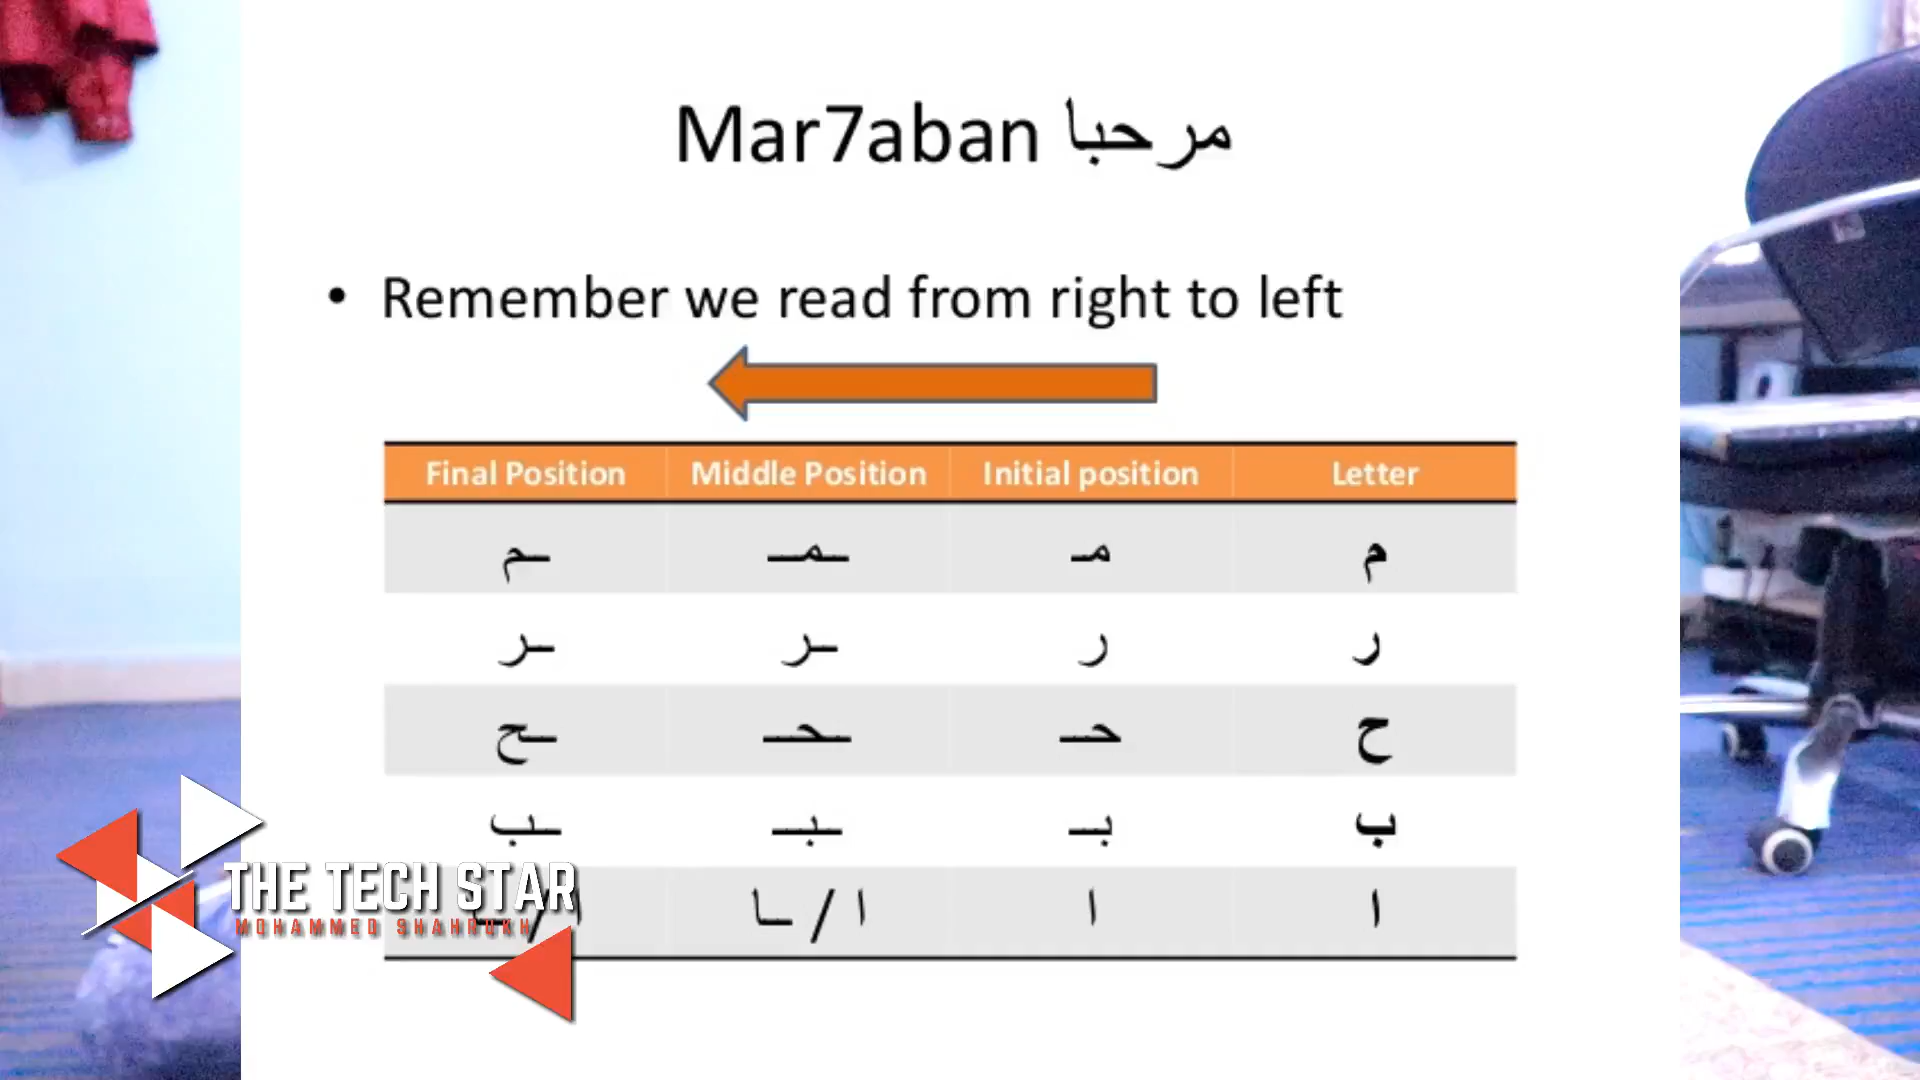 Mar7aban مرحبا
• Remember we read from right to left
Final Position Middle Position Initial position Letter
ـم ـمـ مـ م
ـر ـر ر ر
ـح ـحـ حـ ح
ـب ـبـ بـ ب
ا / ـا ا / ـا ا ا
THE TECH STAR
MOHAMMED SHAHRUKH